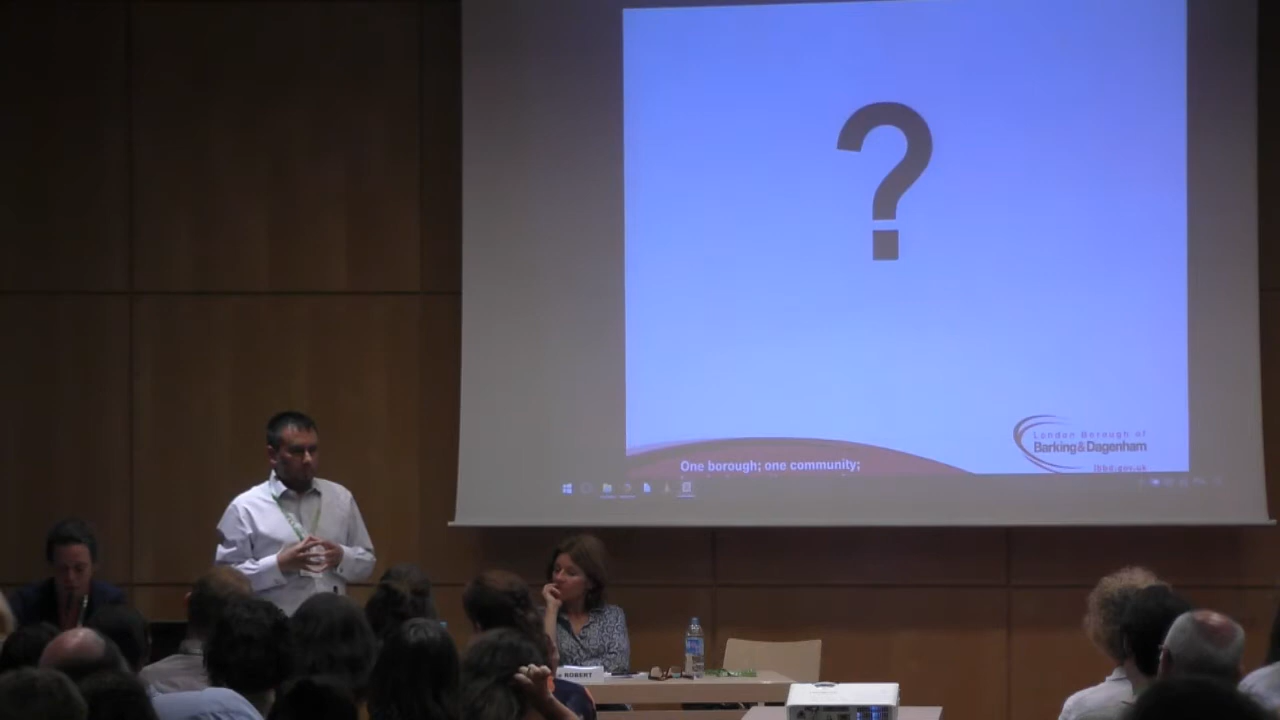 ?
London Borough of
Barking&Dagenham
lbbd.gov.uk
One borough; one community;
ROBERT